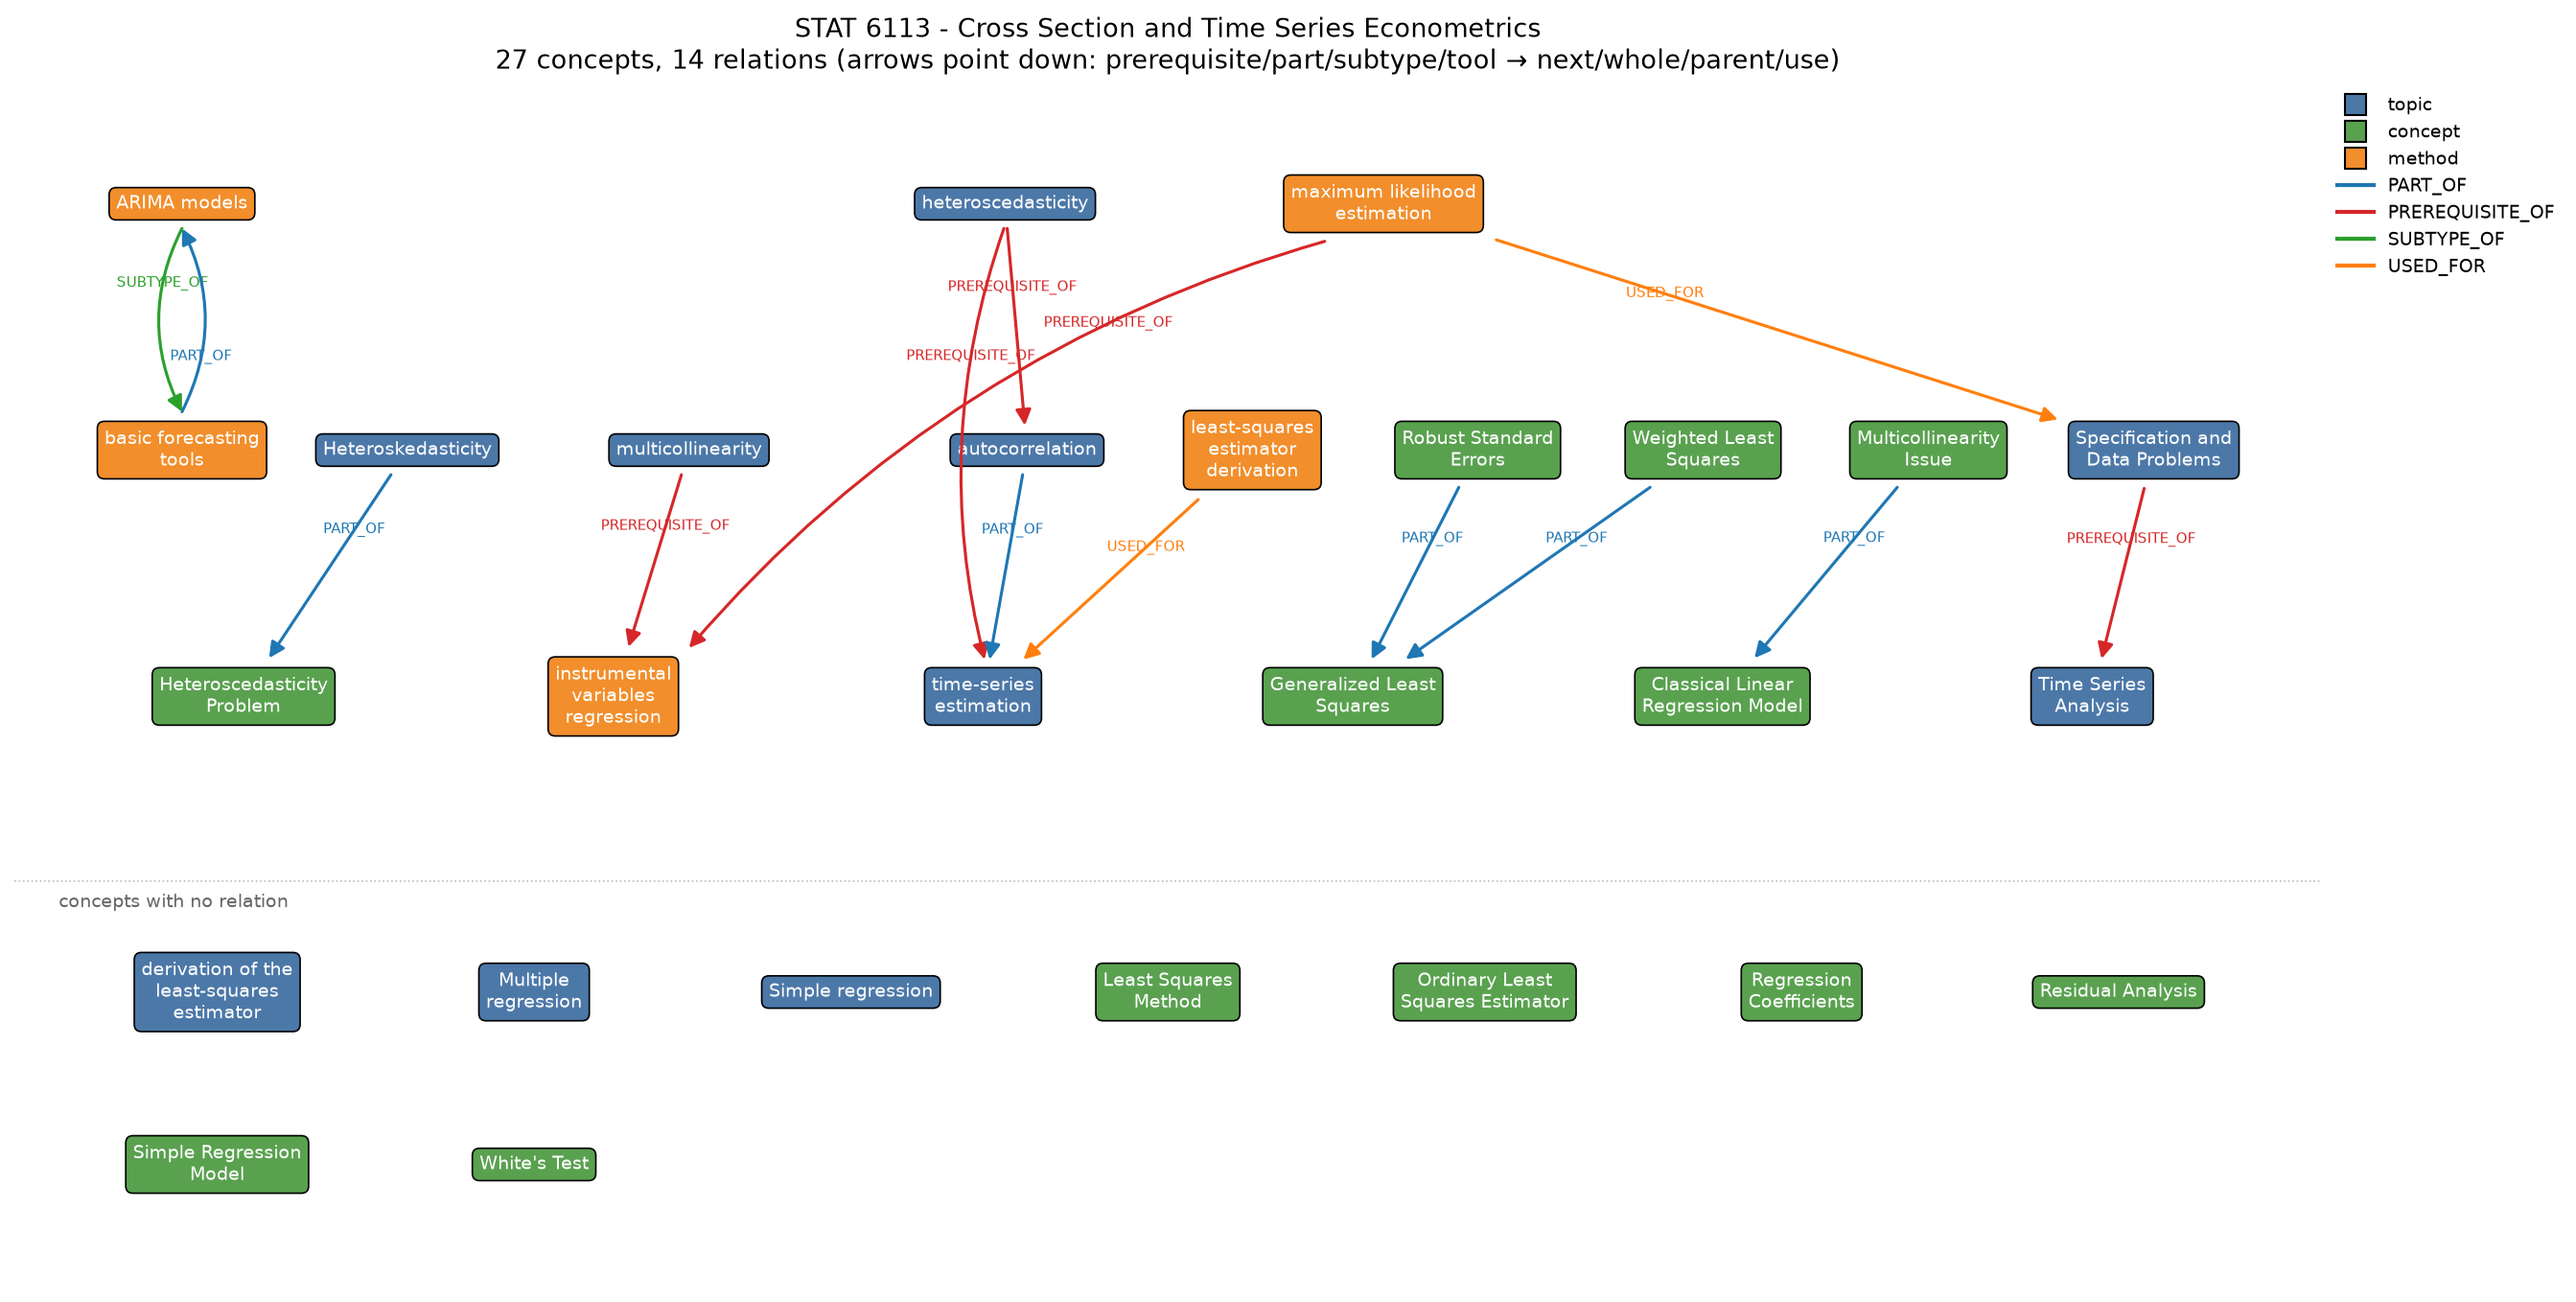 STAT 6113 - Cross Section and Time Series Econometrics
27 concepts, 14 relations (arrows point down: prerequisite/part/subtype/tool → next/whole/parent/use)
topic
concept
method
PART_OF
PREREQUISITE_OF
SUBTYPE_OF
USED_FOR
ARIMA models
heteroscedasticity
maximum likelihood
estimation
SUBTYPE_OF
PREREQUISITE_OF
USED_FOR
PREREQUISITE_OF
PART_OF
PREREQUISITE_OF
basic forecasting
tools
Heteroskedasticity
multicollinearity
autocorrelation
least-squares
estimator
derivation
Robust Standard
Errors
Weighted Least
Squares
Multicollinearity
Issue
Specification and
Data Problems
PART_OF
PREREQUISITE_OF
PART_OF
USED_FOR
PART_OF
PART_OF
PART_OF
PREREQUISITE_OF
Heteroscedasticity
Problem
instrumental
variables
regression
time-series
estimation
Generalized Least
Squares
Classical Linear
Regression Model
Time Series
Analysis
concepts with no relation
derivation of the
least-squares
estimator
Multiple
regression
Simple regression
Least Squares
Method
Ordinary Least
Squares Estimator
Regression
Coefficients
Residual Analysis
Simple Regression
Model
White's Test